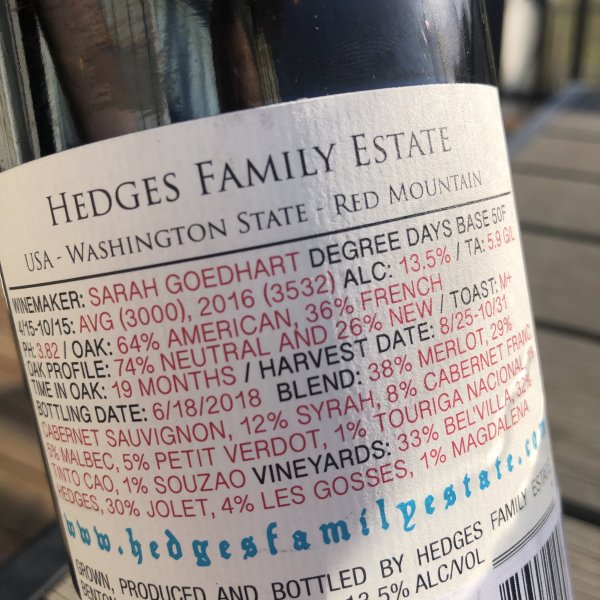 HEDGES FAMILY ESTATE
USA - WASHINGTON STATE - RED MOUNTAIN
WINEMAKER: SARAH GOEDHART DEGREE DAYS BASE 50F
4/15-10/15: AVG (3000), 2016 (3532) ALC: 13.5% / TA: 5.9 G/L
PH: 3.82 / OAK: 64% AMERICAN, 36% FRENCH
OAK PROFILE: 74% NEUTRAL AND 26% NEW / TOAST: M+
TIME IN OAK: 19 MONTHS / HARVEST DATE: 8/25-10/31
BOTTLING DATE: 6/18/2018 BLEND: 38% MERLOT, 29%
CABERNET SAUVIGNON, 12% SYRAH, 8% CABERNET FRANC,
MALBEC, 5% PETIT VERDOT, 1% TOURIGA NACIONAL,
TINTO CAO, 1% SOUZAO VINEYARDS: 33% BEL'VILLA, 32%
HEDGES, 30% JOLET, 4% LES GOSSES, 1% MAGDALENA
www.hedgesfamilyestate.com
GROWN, PRODUCED AND BOTTLED BY HEDGES FAMILY ESTATE
13.5% ALC/VOL